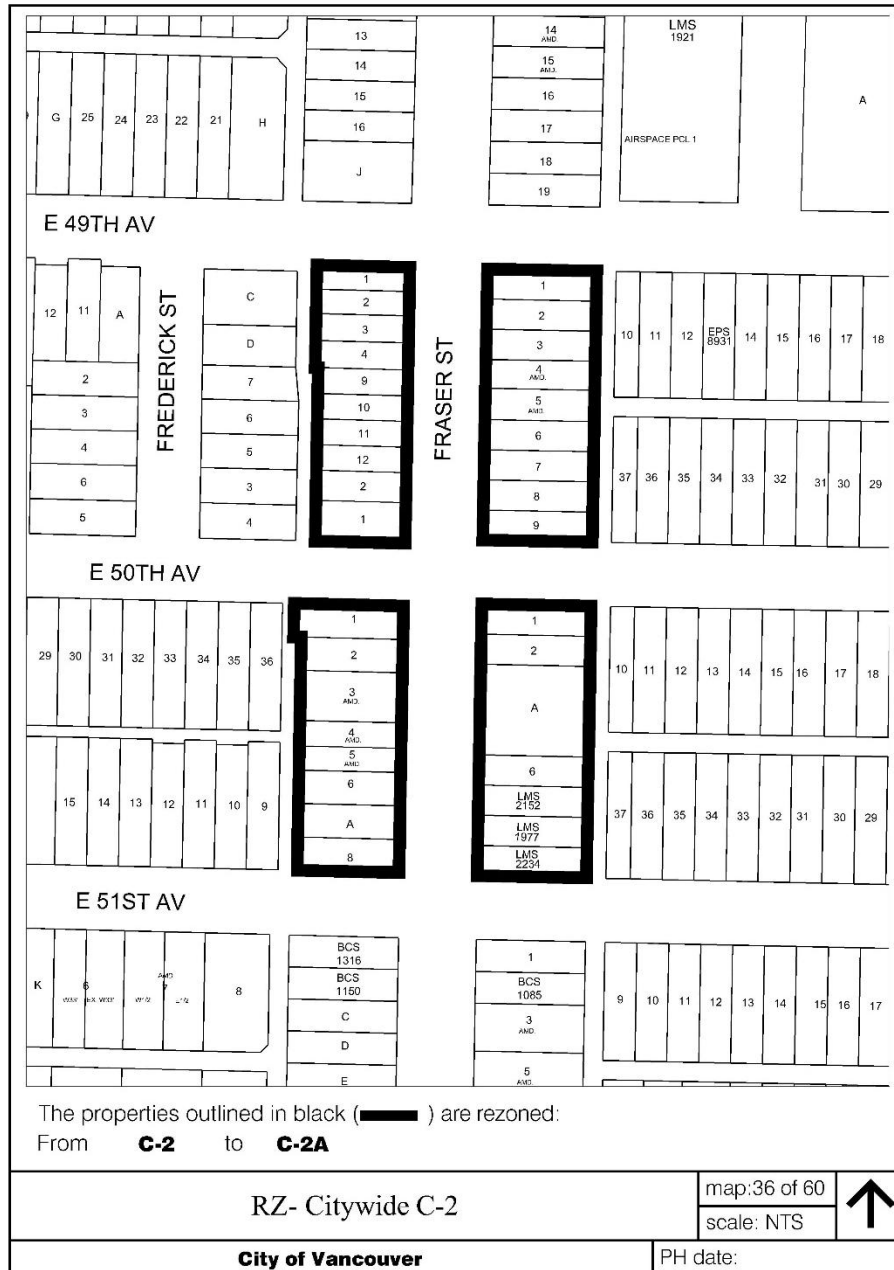 13
14
15
16
J
14
AMD.
15
AMD.
16
17
18
19
LMS
1921
AIRSPACE PCL 1
A
G 25 24 23 22 21 H
E 49TH AV
12 11 A
2
3
4
6
5
FREDERICK ST
C
D
7
6
5
3
4
1
2
3
4
9
10
11
12
2
1
FRASER ST
1
2
3
4
AMD.
5
AMD.
6
7
8
9
10 11 12 EPS 8931 14 15 16 17 18
37 36 35 34 33 32 31 30 29
E 50TH AV
29 30 31 32 33 34 35 36
15 14 13 12 11 10 9
1
2
3
AMD.
4
AMD.
5
AMD.
6
A
8
1
2
A
6
LMS
2152
LMS
1977
LMS
2234
10 11 12 13 14 15 16 17 18
37 36 35 34 33 32 31 30 29
E 51ST AV
K 6 AMD 7 8
W1/2 E1/2
BCS
1316
BCS
1150
C
D
E
1
BCS
1085
3
AMD.
5
AMD.
9 10 11 12 13 14 15 16 17
The properties outlined in black ( ) are rezoned:
From C-2 to C-2A
RZ- Citywide C-2
map:36 of 60
scale: NTS
City of Vancouver
PH date: